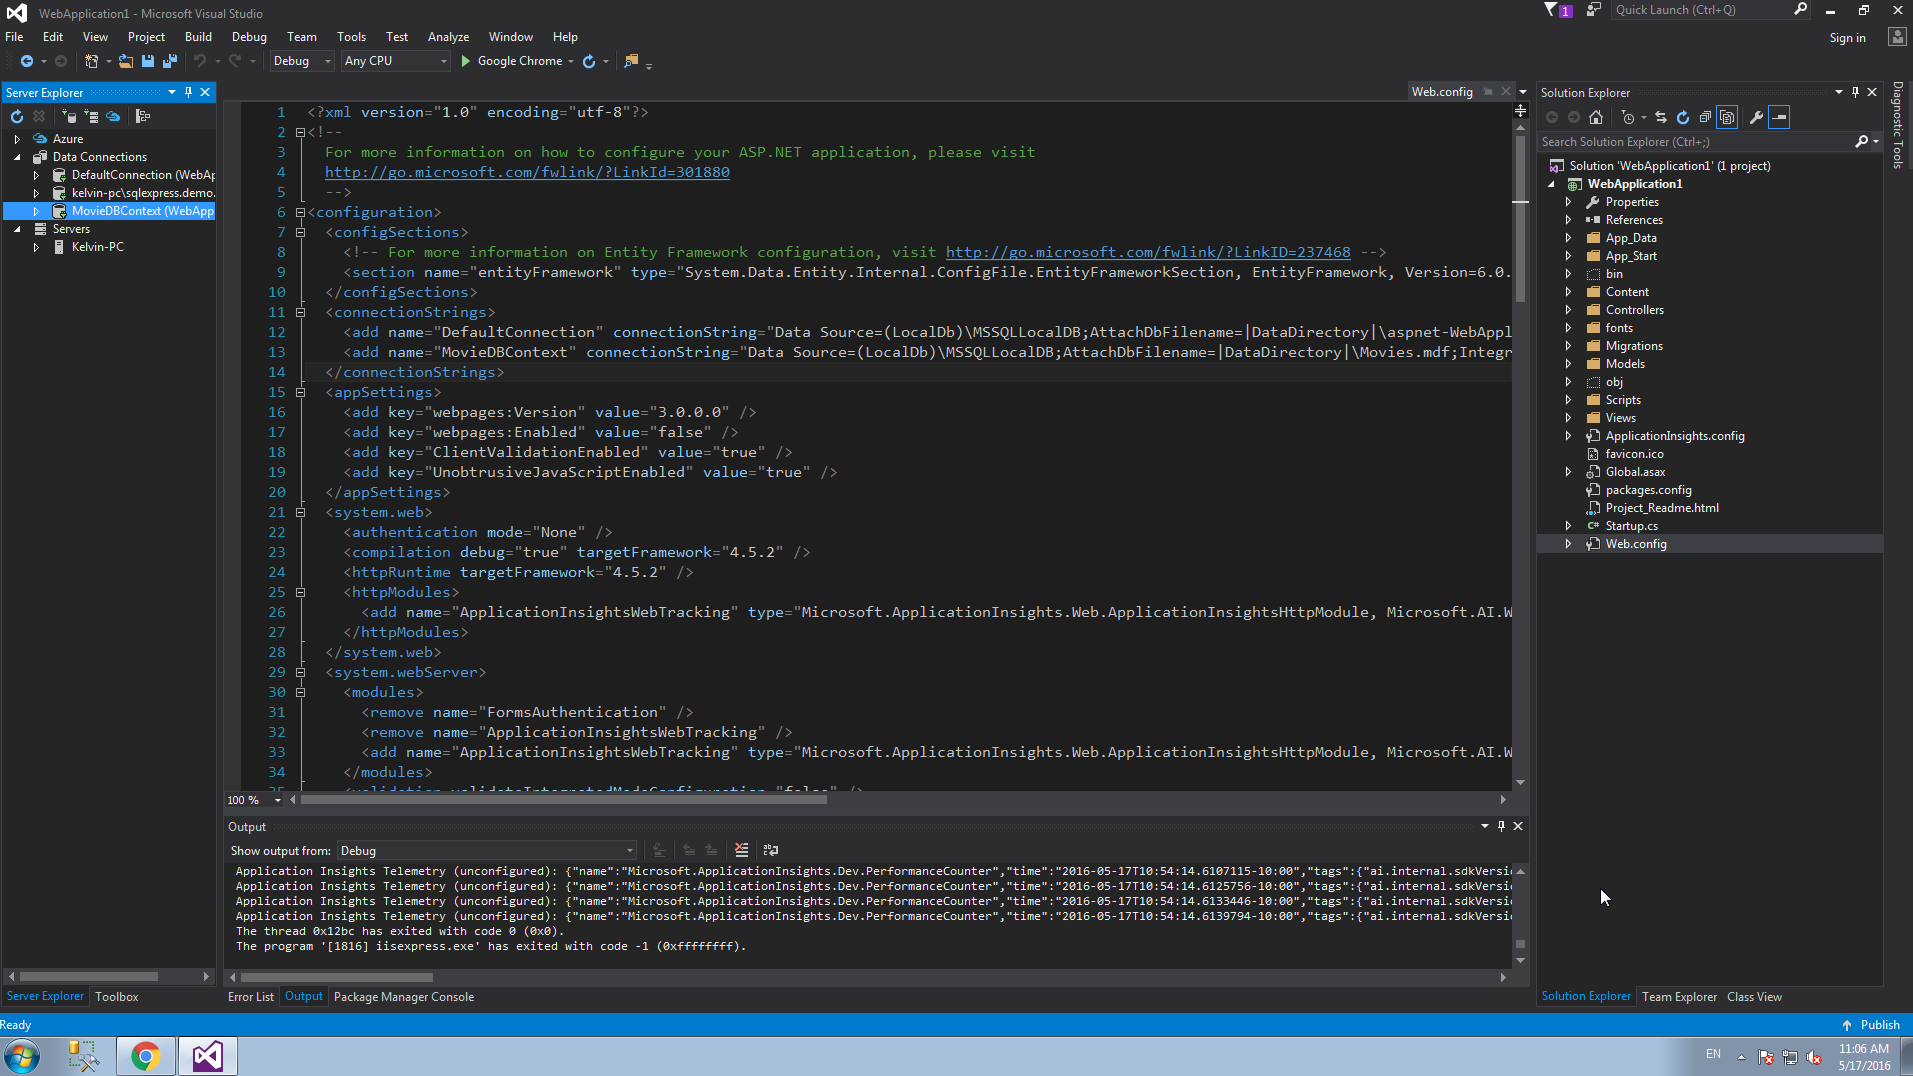 WebApplication1 - Microsoft Visual Studio
1
Quick Launch (Ctrl+Q)
File Edit View Project Build Debug Team Tools Test Analyze Window Help
Sign in
Debug Any CPU Google Chrome
Server Explorer
Azure
Data Connections
DefaultConnection (WebAp
kelvin-pc\sqlexpress.demo.
MovieDBContext (WebApp
Servers
Kelvin-PC
Web.config
1 <?xml version="1.0" encoding="utf-8"?>
2 <!--
3 For more information on how to configure your ASP.NET application, please visit
4 http://go.microsoft.com/fwlink/?LinkId=301880
5 -->
6 <configuration>
7 <configSections>
8 <!-- For more information on Entity Framework configuration, visit http://go.microsoft.com/fwlink/?LinkID=237468 -->
9 <section name="entityFramework" type="System.Data.Entity.Internal.ConfigFile.EntityFrameworkSection, EntityFramework, Version=6.0.
10 </configSections>
11 <connectionStrings>
12 <add name="DefaultConnection" connectionString="Data Source=(LocalDb)\MSSQLLocalDB;AttachDbFilename=|DataDirectory|\aspnet-WebAppl
13 <add name="MovieDBContext" connectionString="Data Source=(LocalDb)\MSSQLLocalDB;AttachDbFilename=|DataDirectory|\Movies.mdf;Integr
14 </connectionStrings>
15 <appSettings>
16 <add key="webpages:Version" value="3.0.0.0" />
17 <add key="webpages:Enabled" value="false" />
18 <add key="ClientValidationEnabled" value="true" />
19 <add key="UnobtrusiveJavaScriptEnabled" value="true" />
20 </appSettings>
21 <system.web>
22 <authentication mode="None" />
23 <compilation debug="true" targetFramework="4.5.2" />
24 <httpRuntime targetFramework="4.5.2" />
25 <httpModules>
26 <add name="ApplicationInsightsWebTracking" type="Microsoft.ApplicationInsights.Web.ApplicationInsightsHttpModule, Microsoft.AI.W
27 </httpModules>
28 </system.web>
29 <system.webServer>
30 <modules>
31 <remove name="FormsAuthentication" />
32 <remove name="ApplicationInsightsWebTracking" />
33 <add name="ApplicationInsightsWebTracking" type="Microsoft.ApplicationInsights.Web.ApplicationInsightsHttpModule, Microsoft.AI.W
34 </modules>
35 <validation validateIntegratedModeConfiguration="false" />
100 %
Output
Show output from: Debug
Application Insights Telemetry (unconfigured): {"name":"Microsoft.ApplicationInsights.Dev.PerformanceCounter","time":"2016-05-17T10:54:14.6107115-10:00","tags":{"ai.internal.sdkVersi
Application Insights Telemetry (unconfigured): {"name":"Microsoft.ApplicationInsights.Dev.PerformanceCounter","time":"2016-05-17T10:54:14.6125756-10:00","tags":{"ai.internal.sdkVersi
Application Insights Telemetry (unconfigured): {"name":"Microsoft.ApplicationInsights.Dev.PerformanceCounter","time":"2016-05-17T10:54:14.6133446-10:00","tags":{"ai.internal.sdkVersi
Application Insights Telemetry (unconfigured): {"name":"Microsoft.ApplicationInsights.Dev.PerformanceCounter","time":"2016-05-17T10:54:14.6139794-10:00","tags":{"ai.internal.sdkVersi
The thread 0x12bc has exited with code 0 (0x0).
The program '[1816] iisexpress.exe' has exited with code -1 (0xffffffff).
Server Explorer Toolbox
Error List Output Package Manager Console
Solution Explorer
Search Solution Explorer (Ctrl+;)
Solution 'WebApplication1' (1 project)
WebApplication1
Properties
References
App_Data
App_Start
bin
Content
Controllers
fonts
Migrations
Models
obj
Scripts
Views
ApplicationInsights.config
favicon.ico
Global.asax
packages.config
Project_Readme.html
Startup.cs
Web.config
Solution Explorer Team Explorer Class View
Diagnostic Tools
Ready
Publish
EN
11:06 AM
5/17/2016